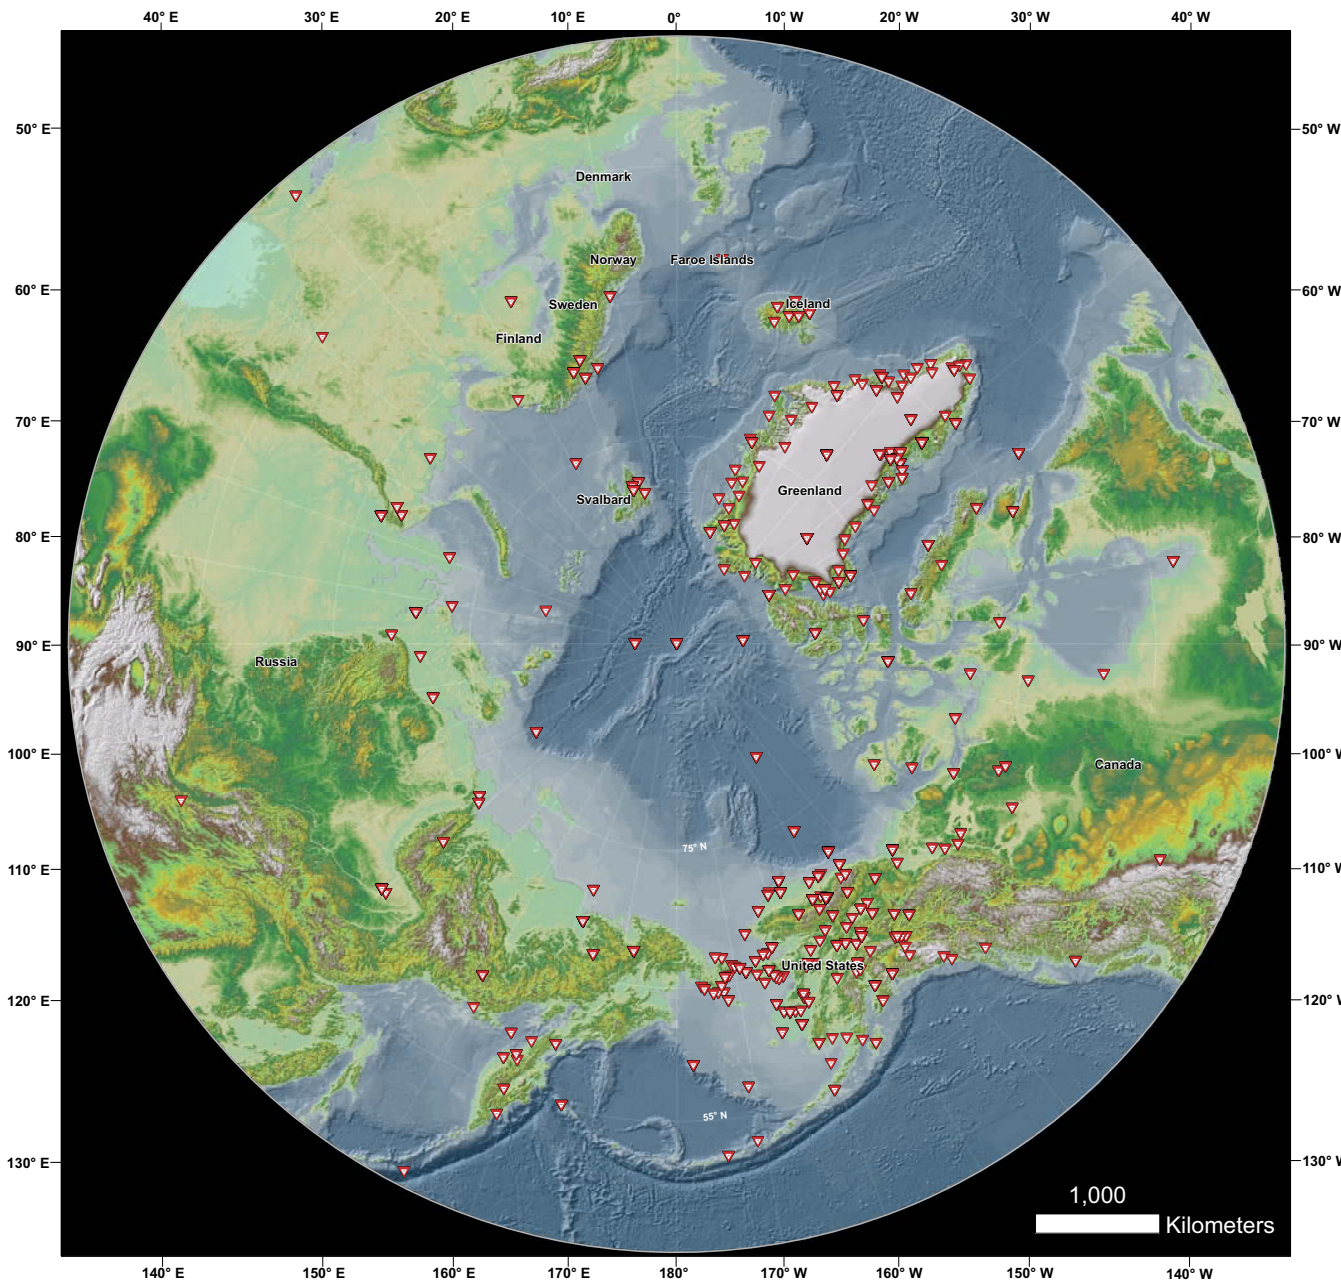 40° E 30° E 20° E 10° E 0° 10° W 20° W 30° W 40° W
50° E 50° W
Denmark
Norway Faroe Islands
60° E 60° W
Sweden Iceland
Finland
70° E 70° W
Greenland
Svalbard
80° E 80° W
90° E 90° W
Russia
100° E 100° W
Canada
75° N
110° E 110° W
United States
120° E 120° W
55° N
130° E 130° W
1,000
Kilometers
140° E 150° E 160° E 170° E 180° 170° W 160° W 150° W 140° W